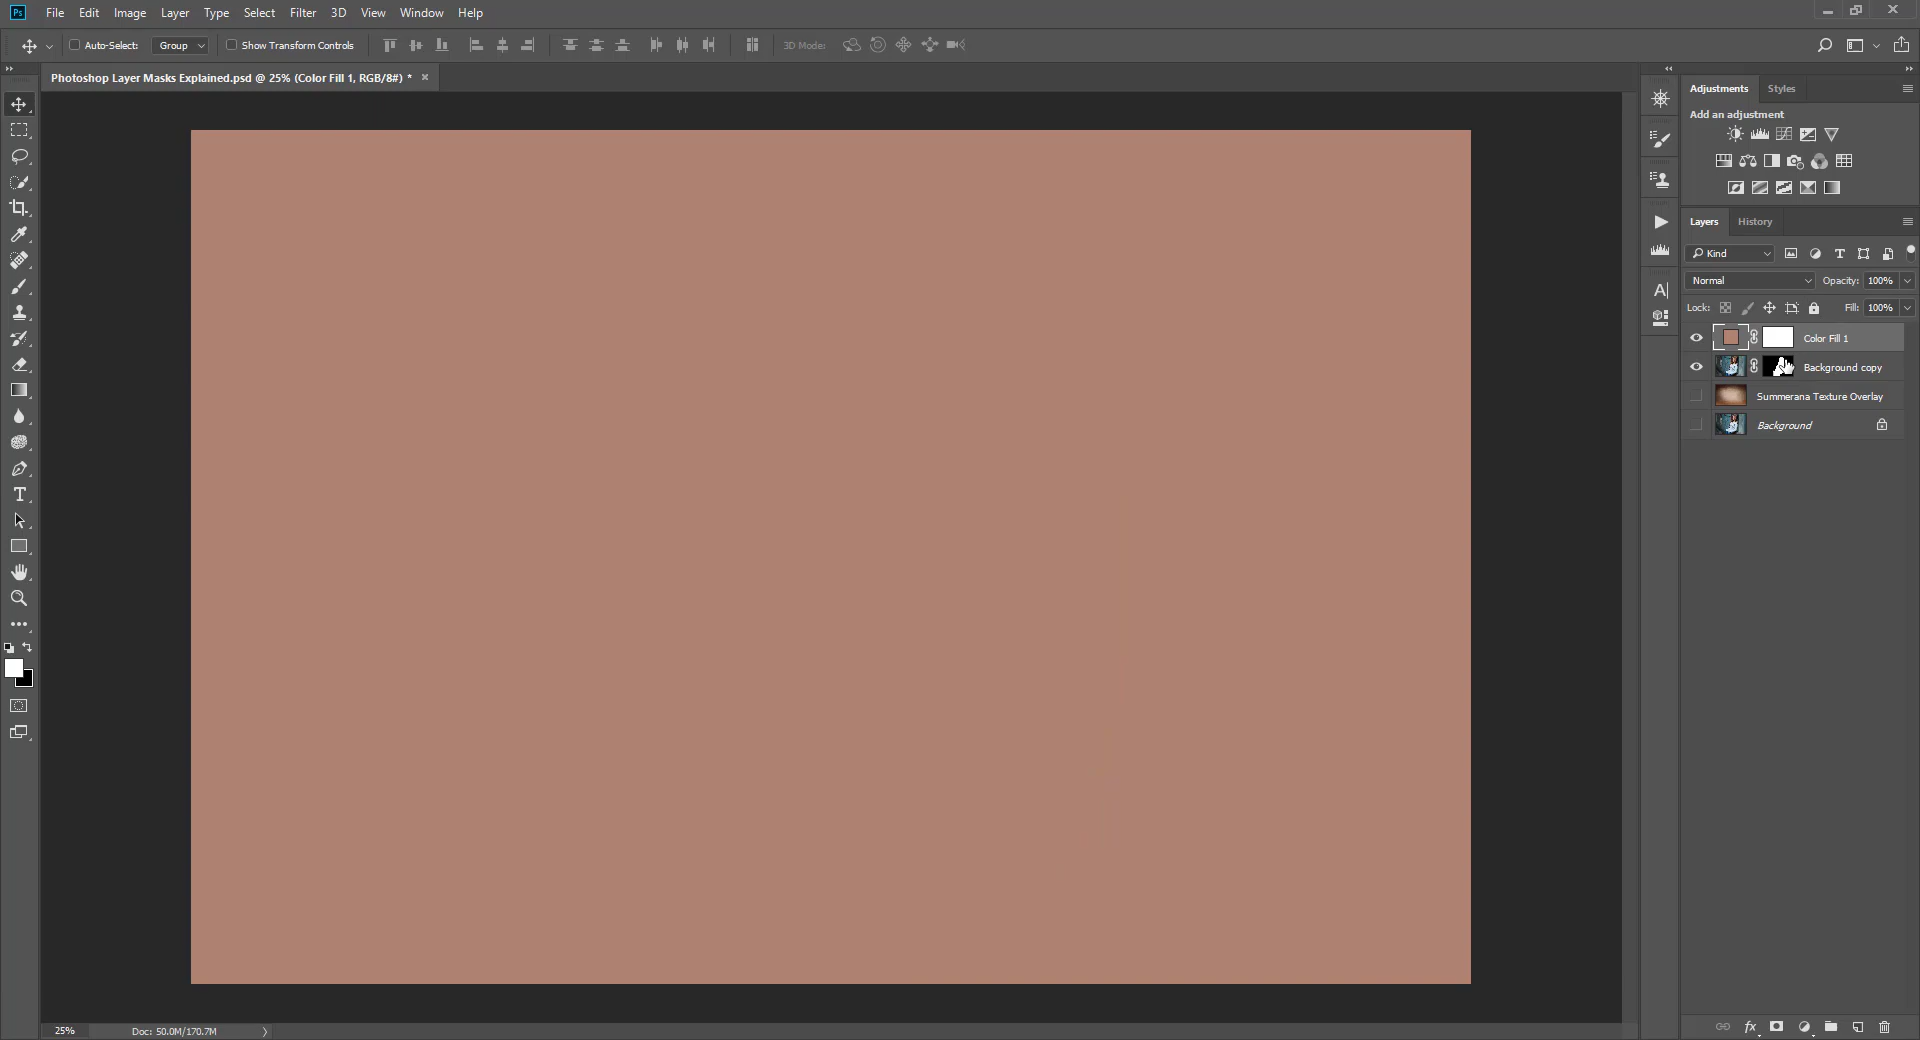 Ps File Edit Image Layer Type Select Filter 3D View Window Help
Auto-Select: Group Show Transform Controls 3D Mode:
Photoshop Layer Masks Explained.psd @ 25% (Color Fill 1, RGB/8#) *
Adjustments Styles
Add an adjustment
Layers History
Kind
Normal Opacity: 100%
Lock: Fill: 100%
Color Fill 1
Background copy
Summerana Texture Overlay
Background
25% Doc: 50.0M/170.7M
fx